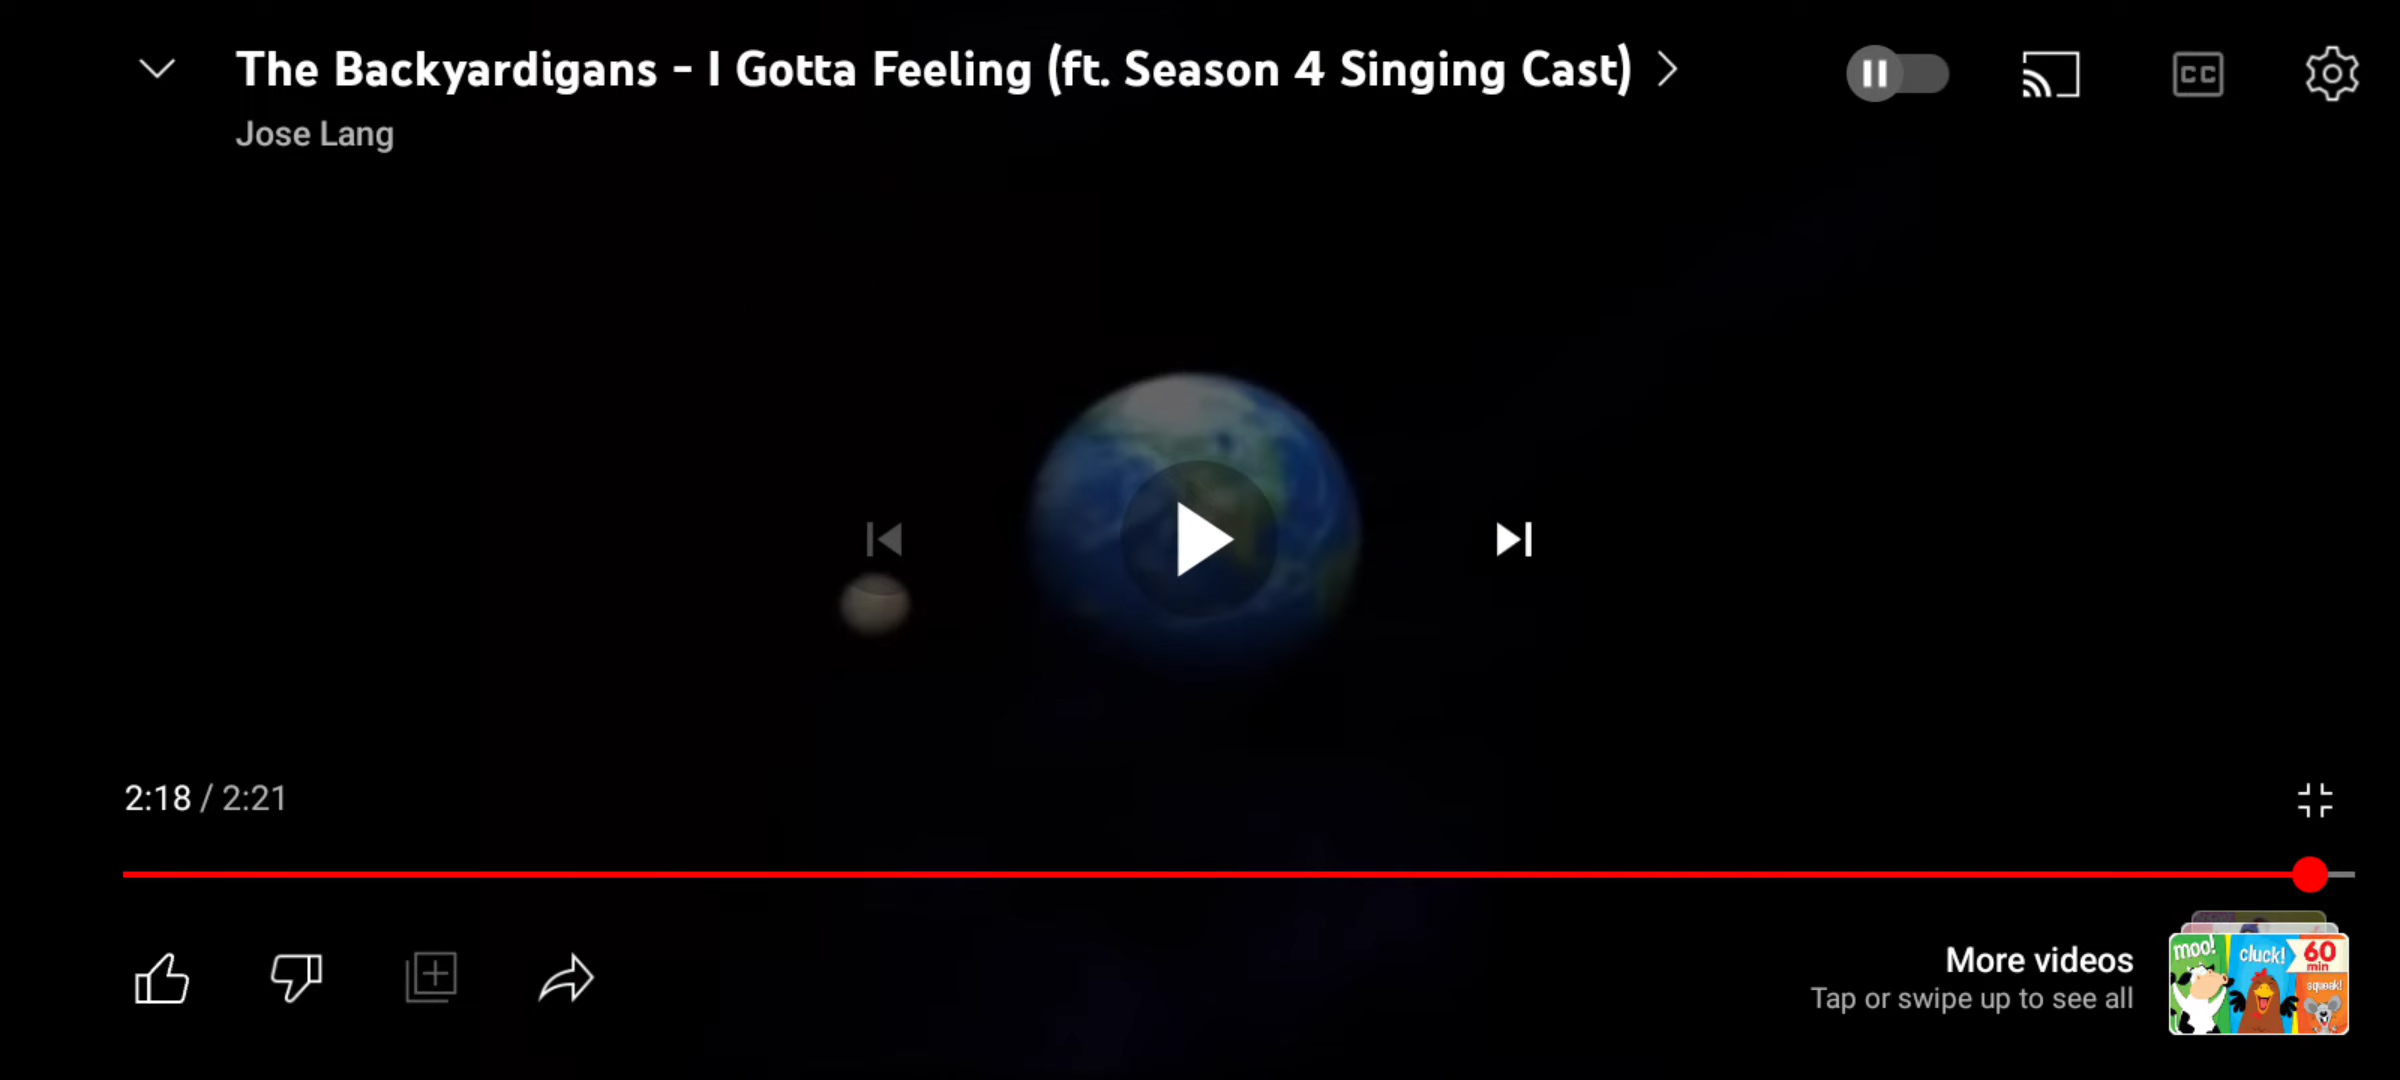 The Backyardigans - I Gotta Feeling (ft. Season 4 Singing Cast)
CC
Jose Lang
2:18 / 2:21
More videos
Tap or swipe up to see all
moo!
cluck!
60
min
squeak!